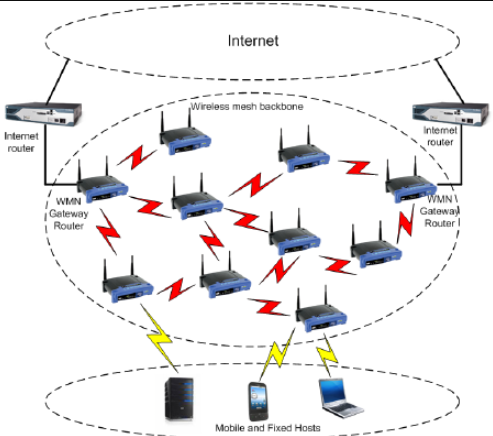 Internet
Wireless mesh backbone
Internet
router
Internet
router
WMN
Gateway
Router
WMN
Gateway
Router
Mobile and Fixed Hosts